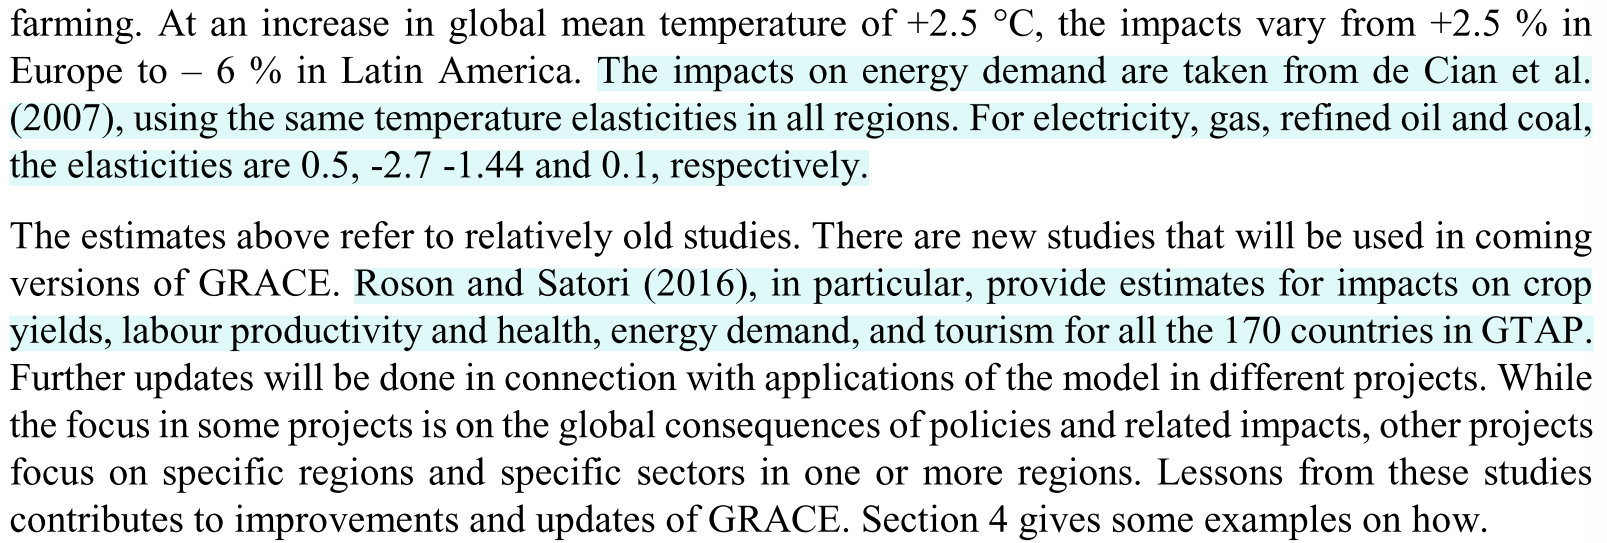 farming. At an increase in global mean temperature of +2.5 °C, the impacts vary from +2.5 % in
Europe to – 6 % in Latin America. The impacts on energy demand are taken from de Cian et al.
(2007), using the same temperature elasticities in all regions. For electricity, gas, refined oil and coal,
the elasticities are 0.5, -2.7 -1.44 and 0.1, respectively.
The estimates above refer to relatively old studies. There are new studies that will be used in coming
versions of GRACE. Roson and Satori (2016), in particular, provide estimates for impacts on crop
yields, labour productivity and health, energy demand, and tourism for all the 170 countries in GTAP.
Further updates will be done in connection with applications of the model in different projects. While
the focus in some projects is on the global consequences of policies and related impacts, other projects
focus on specific regions and specific sectors in one or more regions. Lessons from these studies
contributes to improvements and updates of GRACE. Section 4 gives some examples on how.